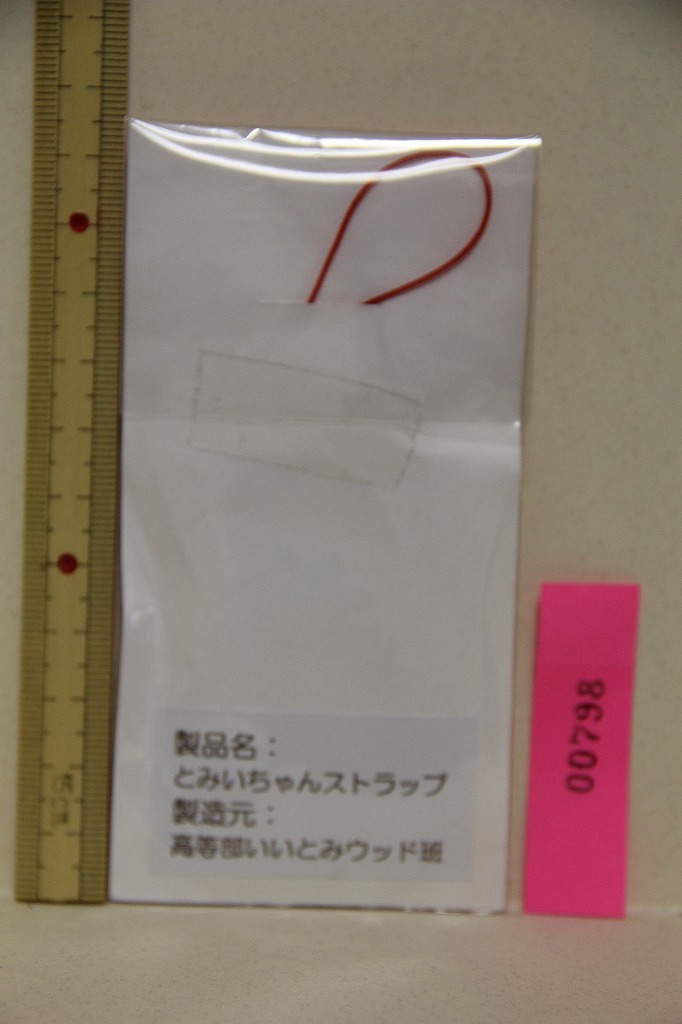 製品名：
とみいちゃんストラップ
製造元：
高等部いいとみウッド班
00798
15cm